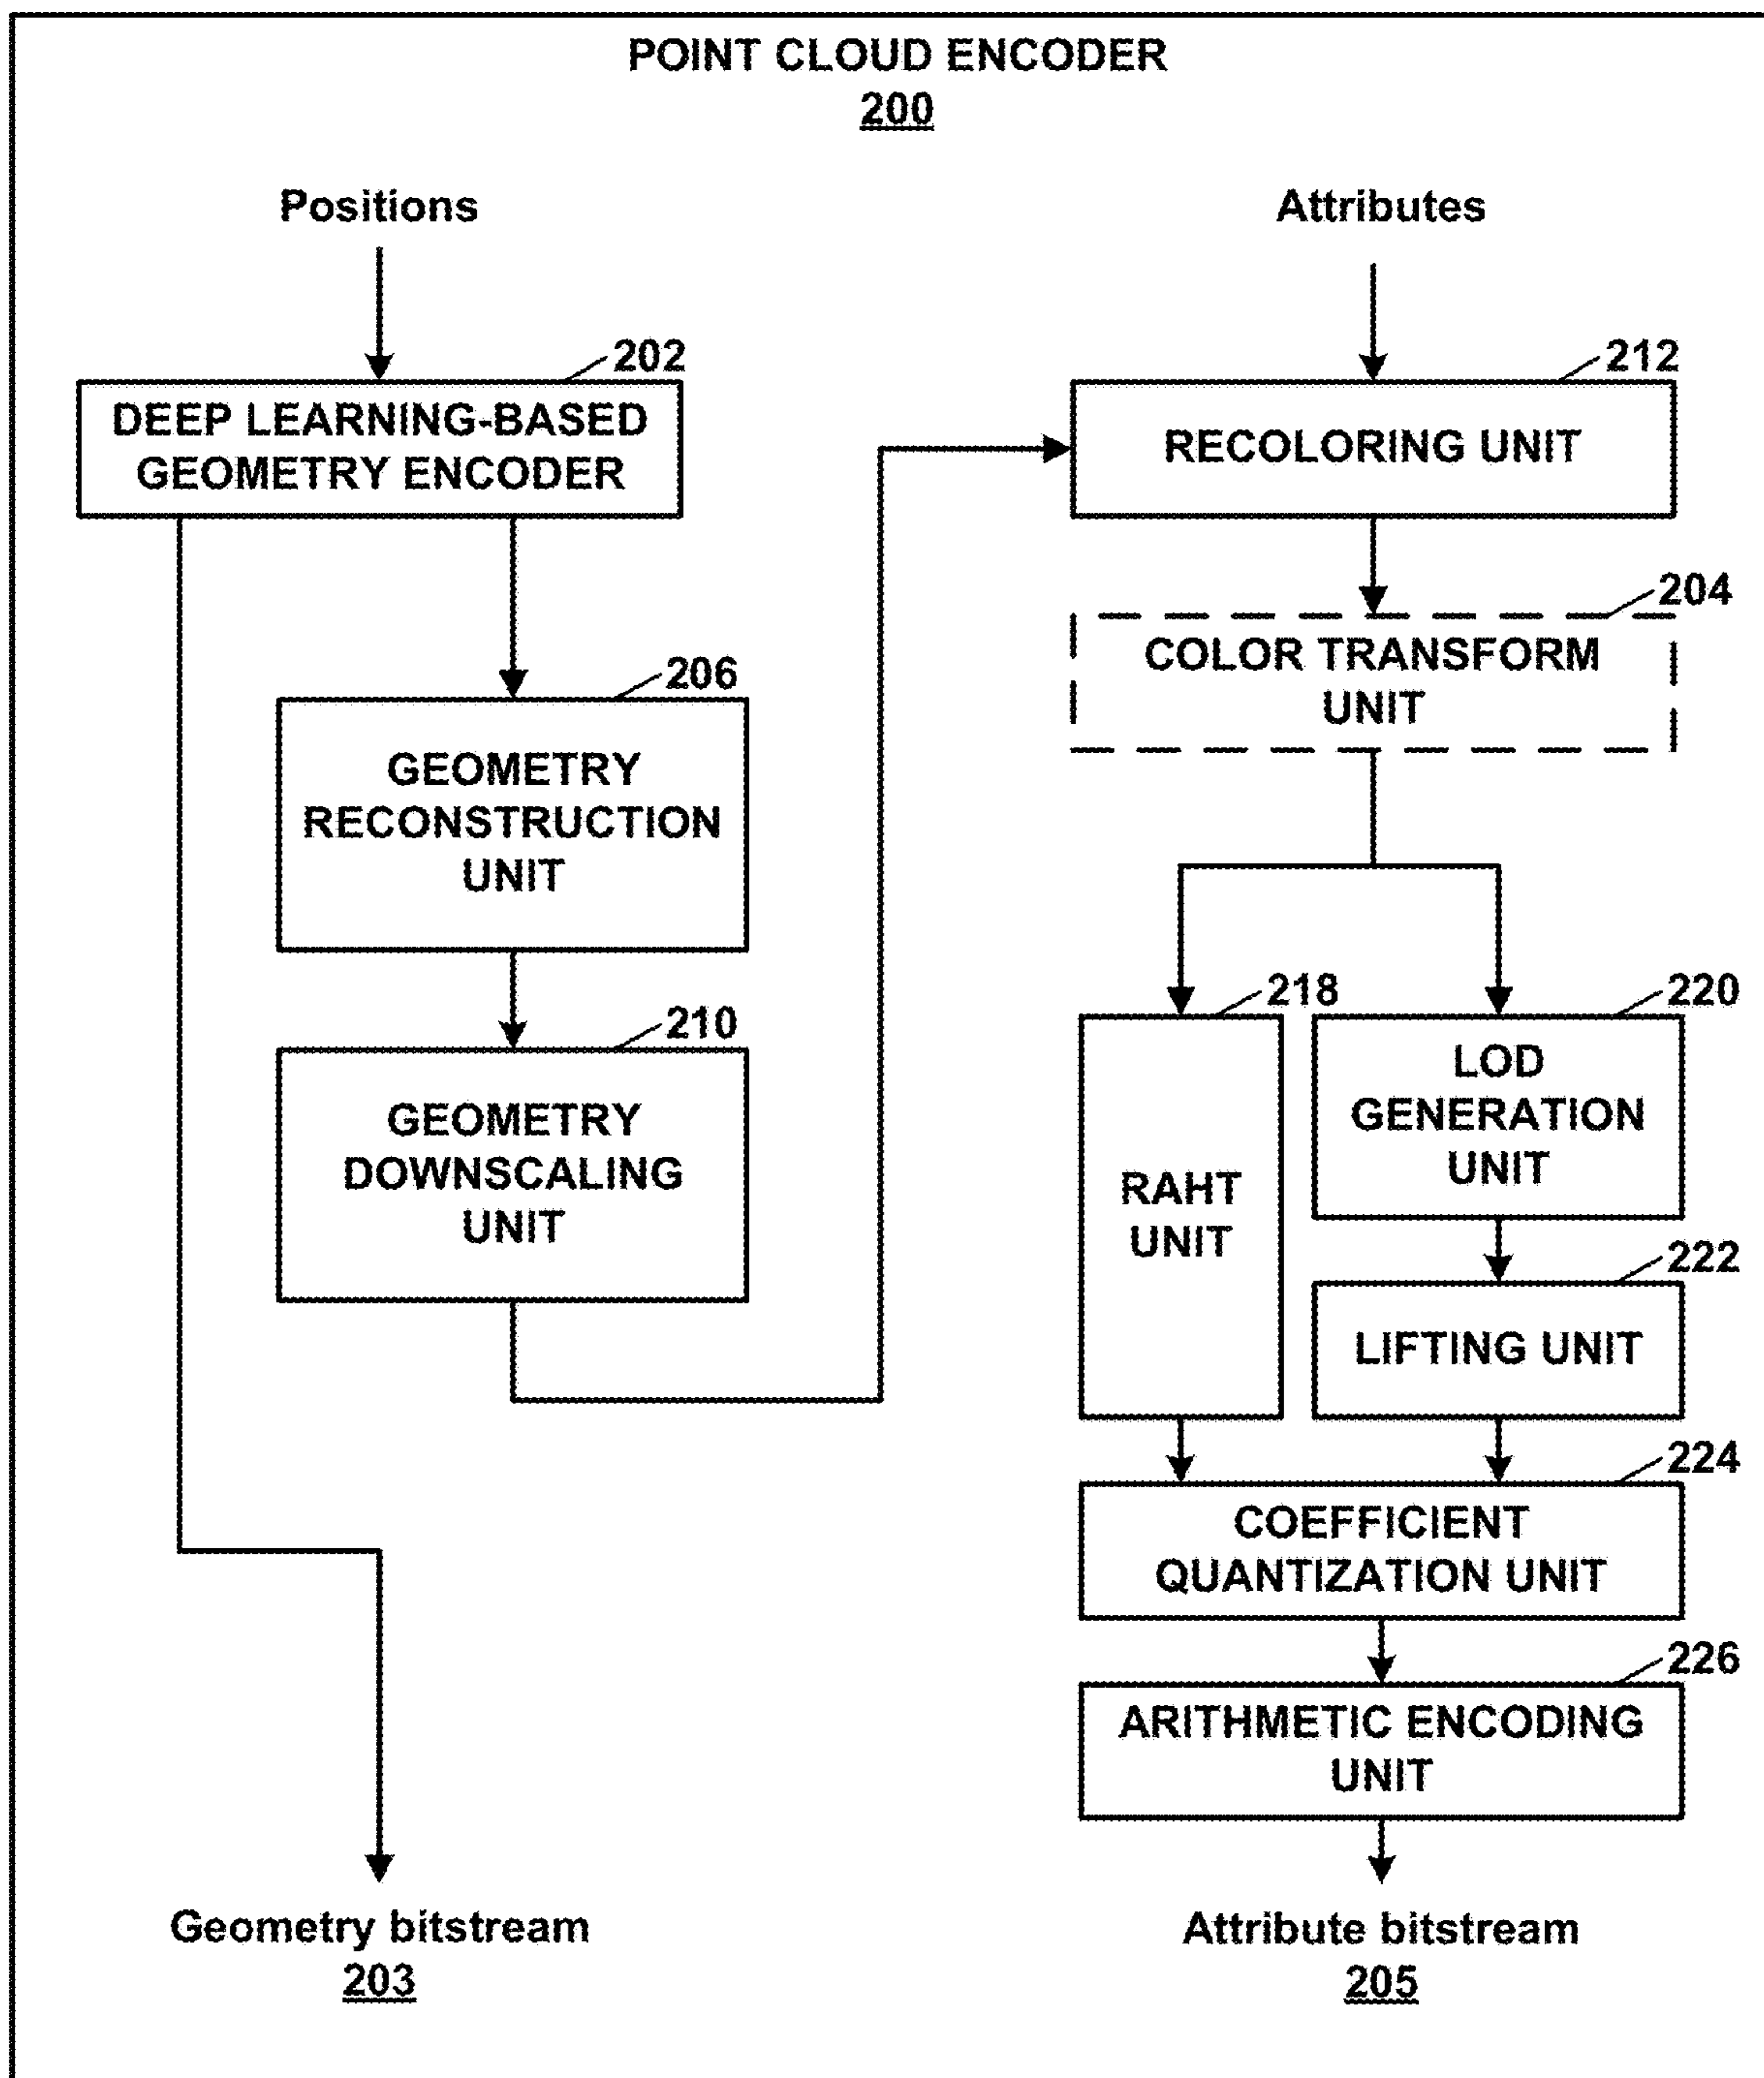 POINT CLOUD ENCODER
200
Positions
202
DEEP LEARNING-BASED
GEOMETRY ENCODER
206
GEOMETRY
RECONSTRUCTION
UNIT
210
GEOMETRY
DOWNSCALING
UNIT
Geometry bitstream
203
Attributes
212
RECOLORING UNIT
204
COLOR TRANSFORM
UNIT
218
RAHT
UNIT
220
LOD
GENERATION
UNIT
222
LIFTING UNIT
224
COEFFICIENT
QUANTIZATION UNIT
226
ARITHMETIC ENCODING
UNIT
Attribute bitstream
205